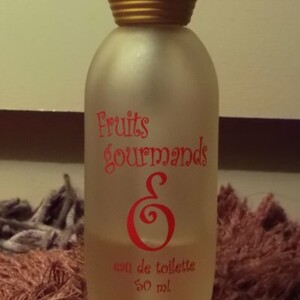 Fruits
gourmands
E
eau de toilette
50 ml